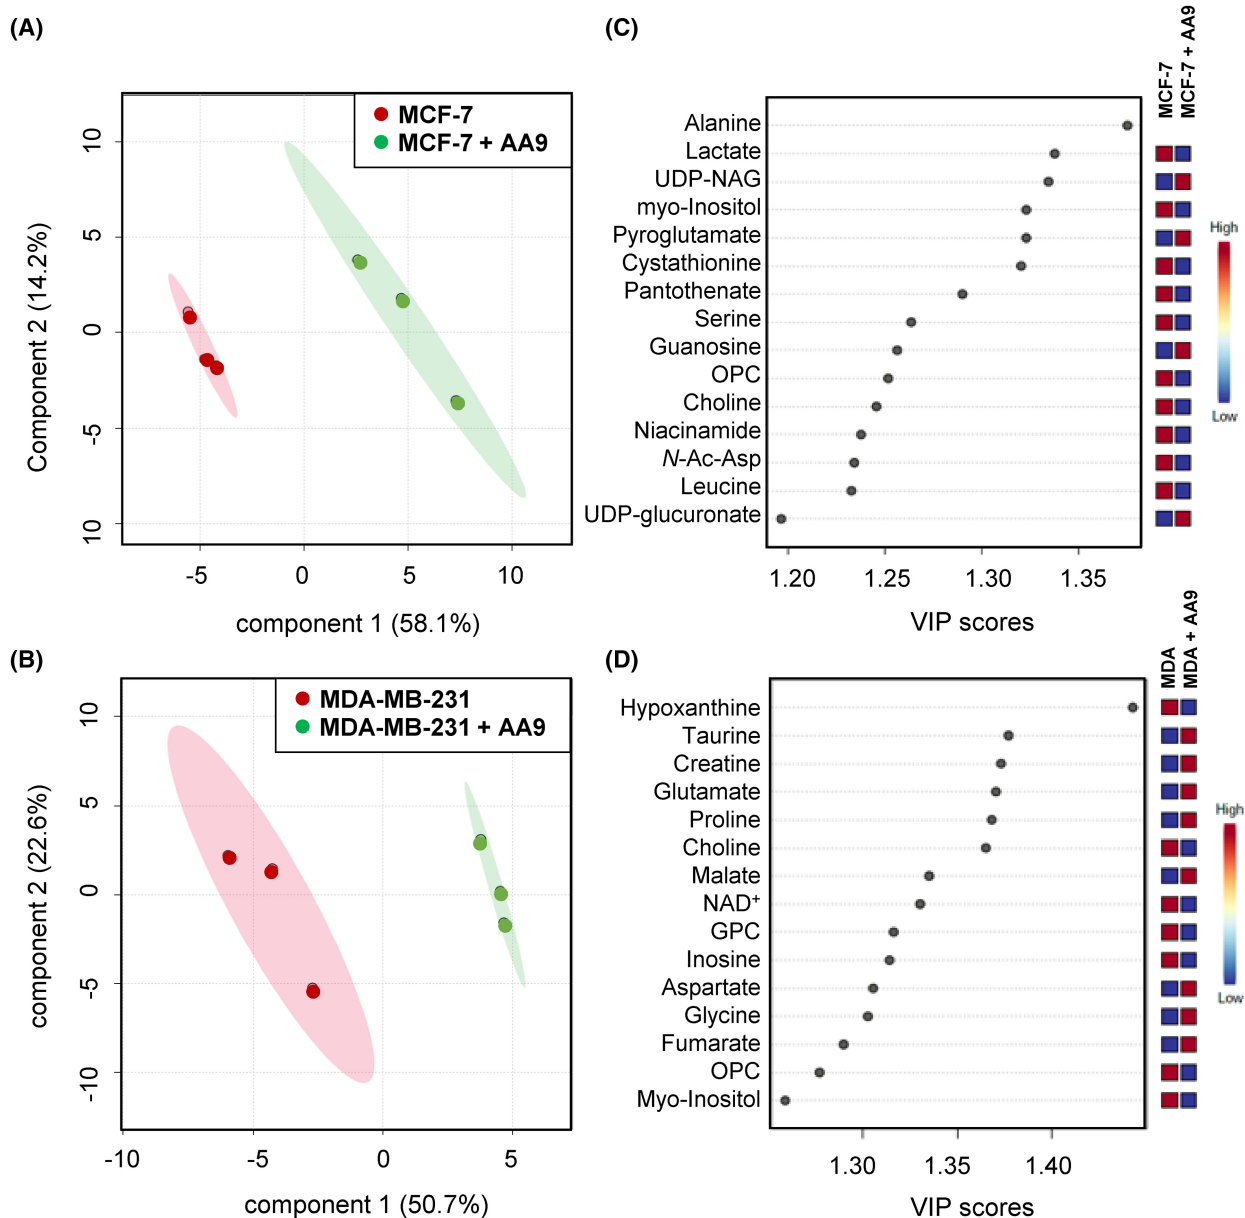 (A)
MCF-7
MCF-7 + AA9
10
5
0
-5
10
Component 2 (14.2%)
-5
0
5
10
component 1 (58.1%)
(C)
MCF-7
MCF-7 + AA9
Alanine
Lactate
UDP-NAG
myo-Inositol
Pyroglutamate
Cystathionine
Pantothenate
Serine
Guanosine
OPC
Choline
Niacinamide
N-Ac-Asp
Leucine
UDP-glucuronate
1.20
1.25
1.30
1.35
VIP scores
High
Low
(B)
MDA-MB-231
MDA-MB-231 + AA9
10
5
0
-5
-10
component 2 (22.6%)
-10
-5
0
5
component 1 (50.7%)
(D)
MDA
MDA + AA9
Hypoxanthine
Taurine
Creatine
Glutamate
Proline
Choline
Malate
NAD⁺
GPC
Inosine
Aspartate
Glycine
Fumarate
OPC
Myo-Inositol
1.30
1.35
1.40
VIP scores
High
Low